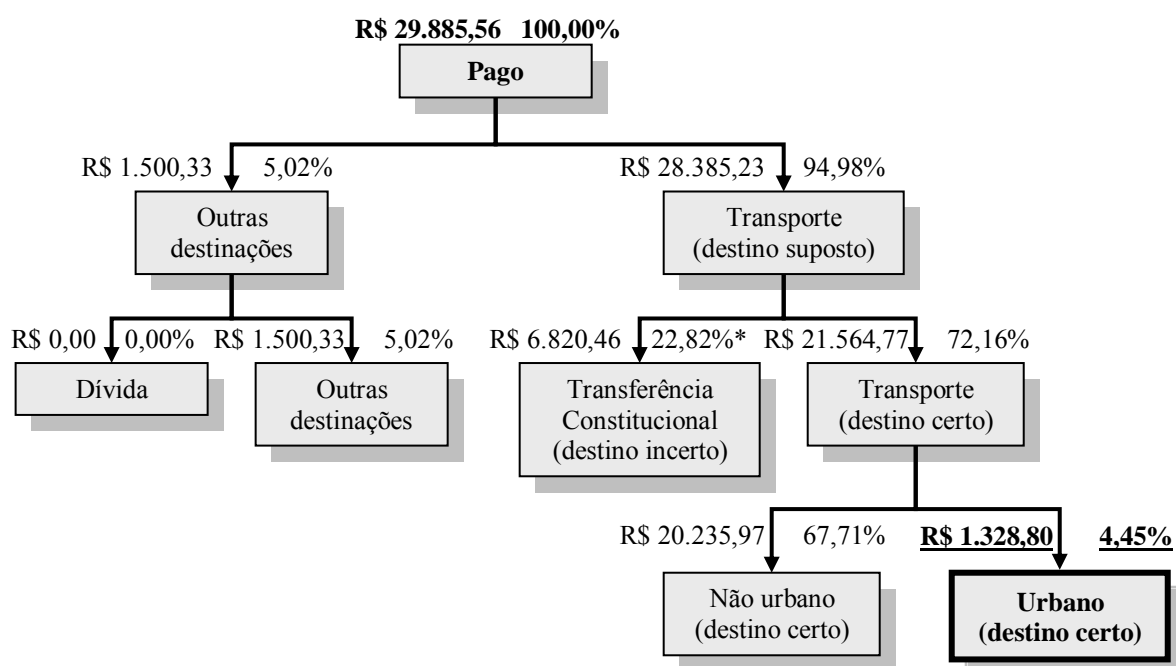 R$ 29.885,56 100,00%
Pago
R$ 1.500,33 5,02%
R$ 28.385,23 94,98%
Outras
destinações
Transporte
(destino suposto)
R$ 0,00 0,00%
R$ 1.500,33 5,02%
R$ 6.820,46 22,82%*
R$ 21.564,77 72,16%
Dívida
Outras
destinações
Transferência
Constitucional
(destino incerto)
Transporte
(destino certo)
R$ 20.235,97 67,71%
R$ 1.328,80 4,45%
Não urbano
(destino certo)
Urbano
(destino certo)